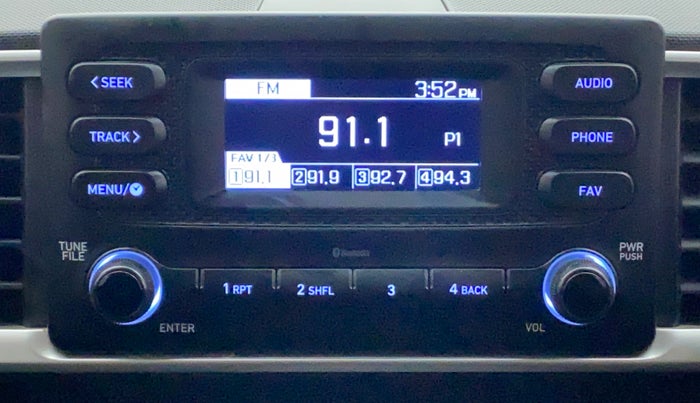 <SEEK
TRACK>
MENU/
FM 3:52 PM
91.1 P1
FAV 1/3
1 91.1 2 91.9 3 92.7 4 94.3
AUDIO
PHONE
FAV
TUNE
FILE
ENTER
Bluetooth
1 RPT
2 SHFL
3
4 BACK
PWR
PUSH
VOL